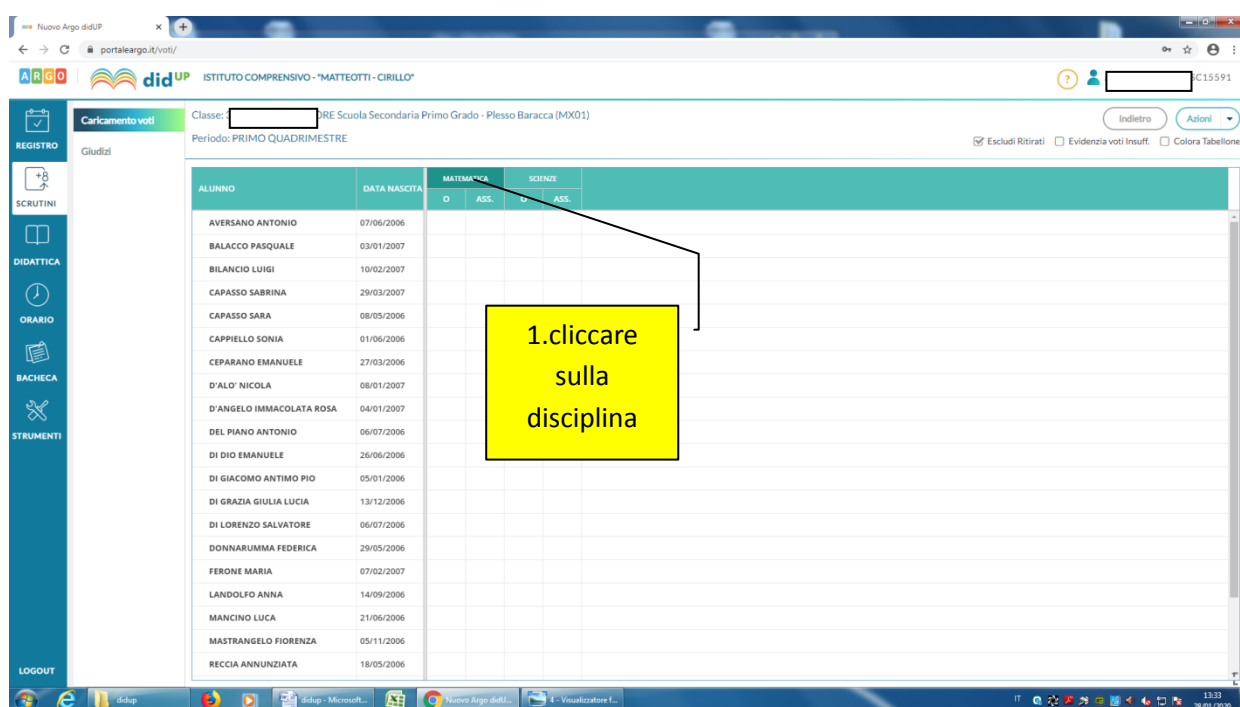 Nuovo Argo didUP
portaleargo.it/voti/
ARGO didUP ISTITUTO COMPRENSIVO - "MATTEOTTI - CIRILLO" ? SC15591
REGISTRO
SCRUTINI
DIDATTICA
ORARIO
BACHECA
STRUMENTI
LOGOUT
Caricamento voti
Giudizi
Classe: ORE Scuola Secondaria Primo Grado - Plesso Baracca (MX01)
Indietro Azioni
Periodo: PRIMO QUADRIMESTRE
Escludi Ritirati Evidenzia voti Insuff. Colora Tabellone
ALUNNO DATA NASCITA MATEMATICA SCIENZE
O ASS. O ASS.
AVERSANO ANTONIO 07/06/2006
BALACCO PASQUALE 03/01/2007
BILANCIO LUIGI 10/02/2007
CAPASSO SABRINA 29/03/2007
CAPASSO SARA 08/05/2006
CAPPIELLO SONIA 01/06/2006
CEPARANO EMANUELE 27/03/2006
D'ALO' NICOLA 08/01/2007
D'ANGELO IMMACOLATA ROSA 04/01/2007
DEL PIANO ANTONIO 06/07/2006
DI DIO EMANUELE 26/06/2006
DI GIACOMO ANTIMO PIO 05/01/2006
DI GRAZIA GIULIA LUCIA 13/12/2006
DI LORENZO SALVATORE 06/07/2006
DONNARUMMA FEDERICA 29/05/2006
FERONE MARIA 07/02/2007
LANDOLFO ANNA 14/09/2006
MANCINO LUCA 21/06/2006
MASTRANGELO FIORENZA 05/11/2006
RECCIA ANNUNZIATA 18/05/2006
1.cliccare
sulla
disciplina
didup
didup - Microsoft...
Nuovo Argo didU...
4 - Visualizzatore f...
IT
13:33
28/01/2020